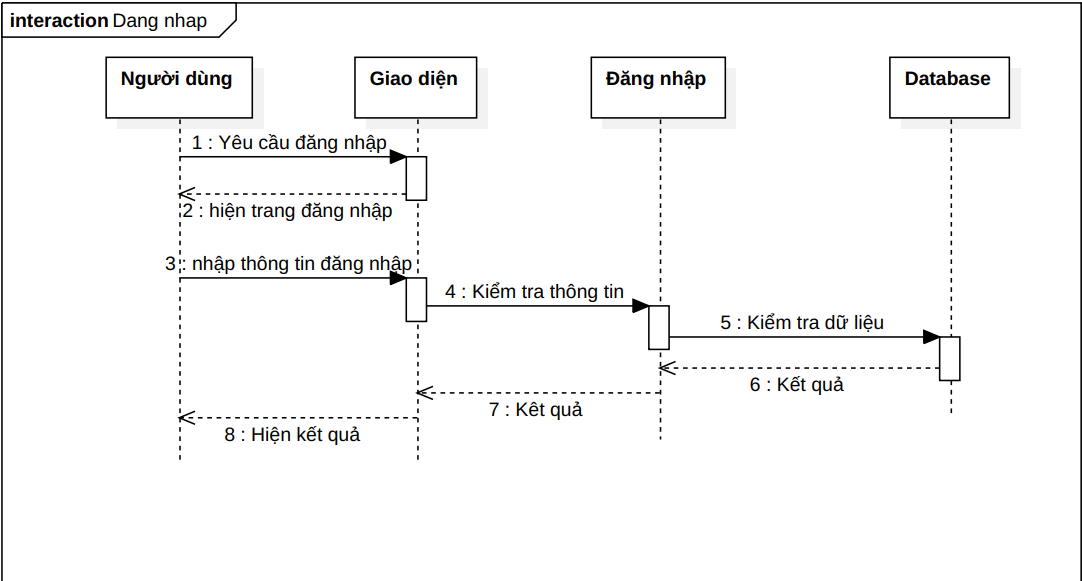 interaction Dang nhap
Người dùng
Giao diện
Đăng nhập
Database
1 : Yêu cầu đăng nhập
2 : hiện trang đăng nhập
3 : nhập thông tin đăng nhập
4 : Kiểm tra thông tin
5 : Kiểm tra dữ liệu
6 : Kết quả
7 : Kêt quả
8 : Hiện kết quả